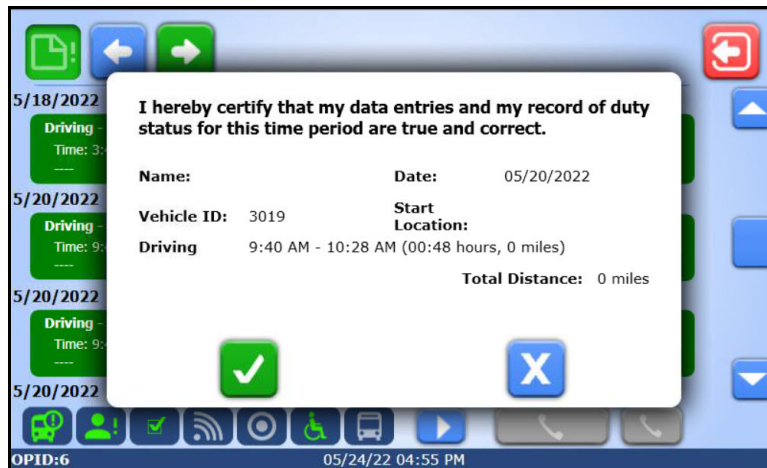 5/18/2022
Driving -
Time: 3:
----
5/20/2022
Driving -
Time: 9:
----
5/20/2022
Driving -
Time: 9:
----
5/20/2022
I hereby certify that my data entries and my record of duty
status for this time period are true and correct.
Name: Date: 05/20/2022
Vehicle ID: 3019 Start
Location:
Driving 9:40 AM - 10:28 AM (00:48 hours, 0 miles)
Total Distance: 0 miles
X
OPID:6 05/24/22 04:55 PM